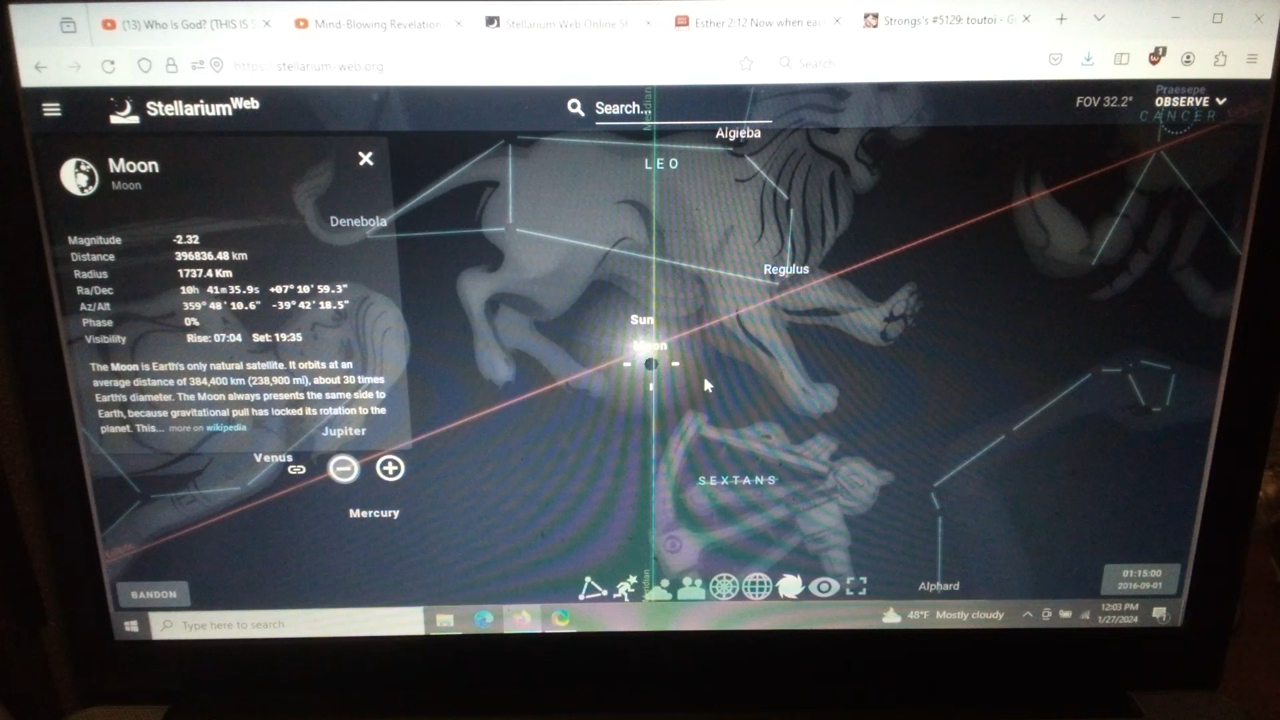 (13) Who is God? (THIS IS S
Mind-Blowing Revelation
Stellarium Web Online St
Esther 2:12 Now when ea
Strongs's #5129: toutoi - G
https://stellarium-web.org
Search
StellariumWeb
Search...
FOV 32.2°
Praesepe
OBSERVE
CANCER
Meridian
Algieba
LEO
Moon
Moon
Denebola
Magnitude -2.32
Distance 396836.48 km
Radius 1737.4 Km
Ra/Dec 10h 41m35.9s +07°10'59.3"
Az/Alt 359°48'10.6" -39°42'18.5"
Phase 0%
Visibility Rise: 07:04 Set: 19:35
Regulus
Sun
Moon
The Moon is Earth's only natural satellite. It orbits at an
average distance of 384,400 km (238,900 mi), about 30 times
Earth's diameter. The Moon always presents the same side to
Earth, because gravitational pull has locked its rotation to the
planet. This... more on wikipedia
Jupiter
Venus
Mercury
SEXTANS
Meridian
Alphard
BANDON
01:15:00
2016-09-01
Type here to search
48°F Mostly cloudy
12:03 PM
1/27/2024